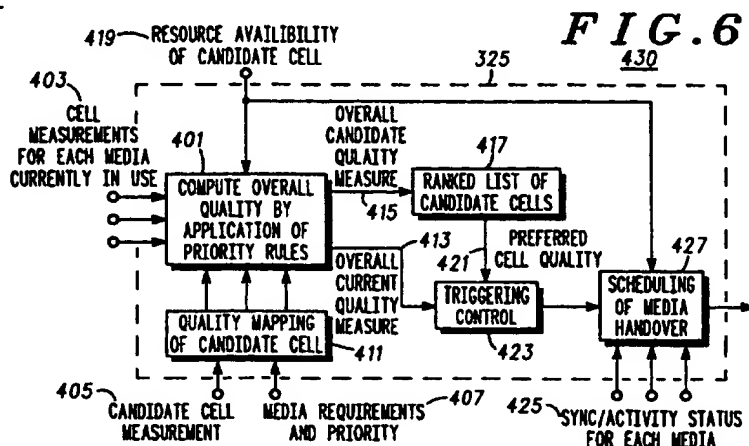 FIG.6
430
419
RESOURCE AVAILIBILITY
OF CANDIDATE CELL
325
403
CELL
MEASUREMENTS
FOR EACH MEDIA
CURRENTLY IN USE
401
COMPUTE OVERALL
QUALITY BY
APPLICATION OF
PRIORITY RULES
OVERALL
CANDIDATE
QULAITY
MEASURE
415
417
RANKED LIST OF
CANDIDATE CELLS
413
OVERALL
CURRENT
QUALITY
MEASURE
421
PREFERRED
CELL QUALITY
TRIGGERING
CONTROL
423
427
SCHEDULING
OF MEDIA
HANDOVER
QUALITY MAPPING
OF CANDIDATE CELL
411
405
CANDIDATE CELL
MEASUREMENT
MEDIA REQUIREMENTS
AND PRIORITY
407
425
SYNC/ACTIVITY STATUS
FOR EACH MEDIA